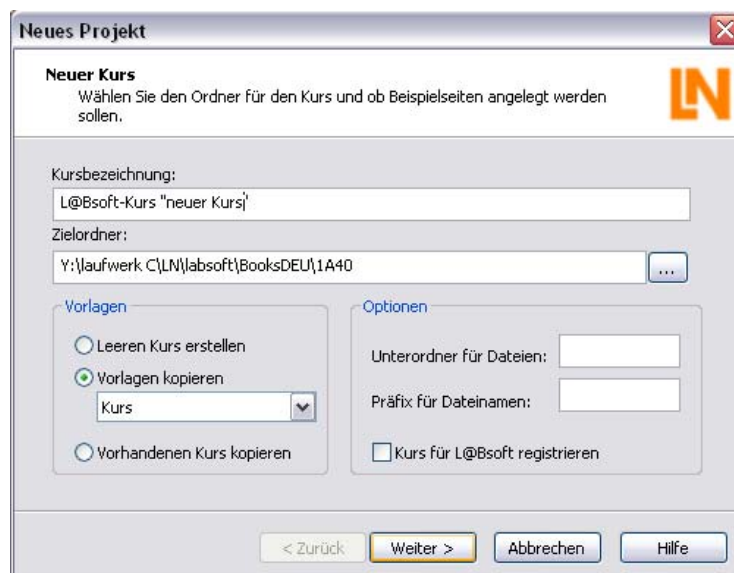 Neues Projekt
Neuer Kurs
Wählen Sie den Ordner für den Kurs und ob Beispielseiten angelegt werden
sollen.
LN
Kursbezeichnung:
L@Bsoft-Kurs "neuer Kurs"
Zielordner:
Y:\laufwerk C\LN\labsoft\BooksDEU\1A40
...
Vorlagen
Leeren Kurs erstellen
Vorlagen kopieren
Kurs
Vorhandenen Kurs kopieren
Optionen
Unterordner für Dateien:
Präfix für Dateinamen:
Kurs für L@Bsoft registrieren
< Zurück
Weiter >
Abbrechen
Hilfe